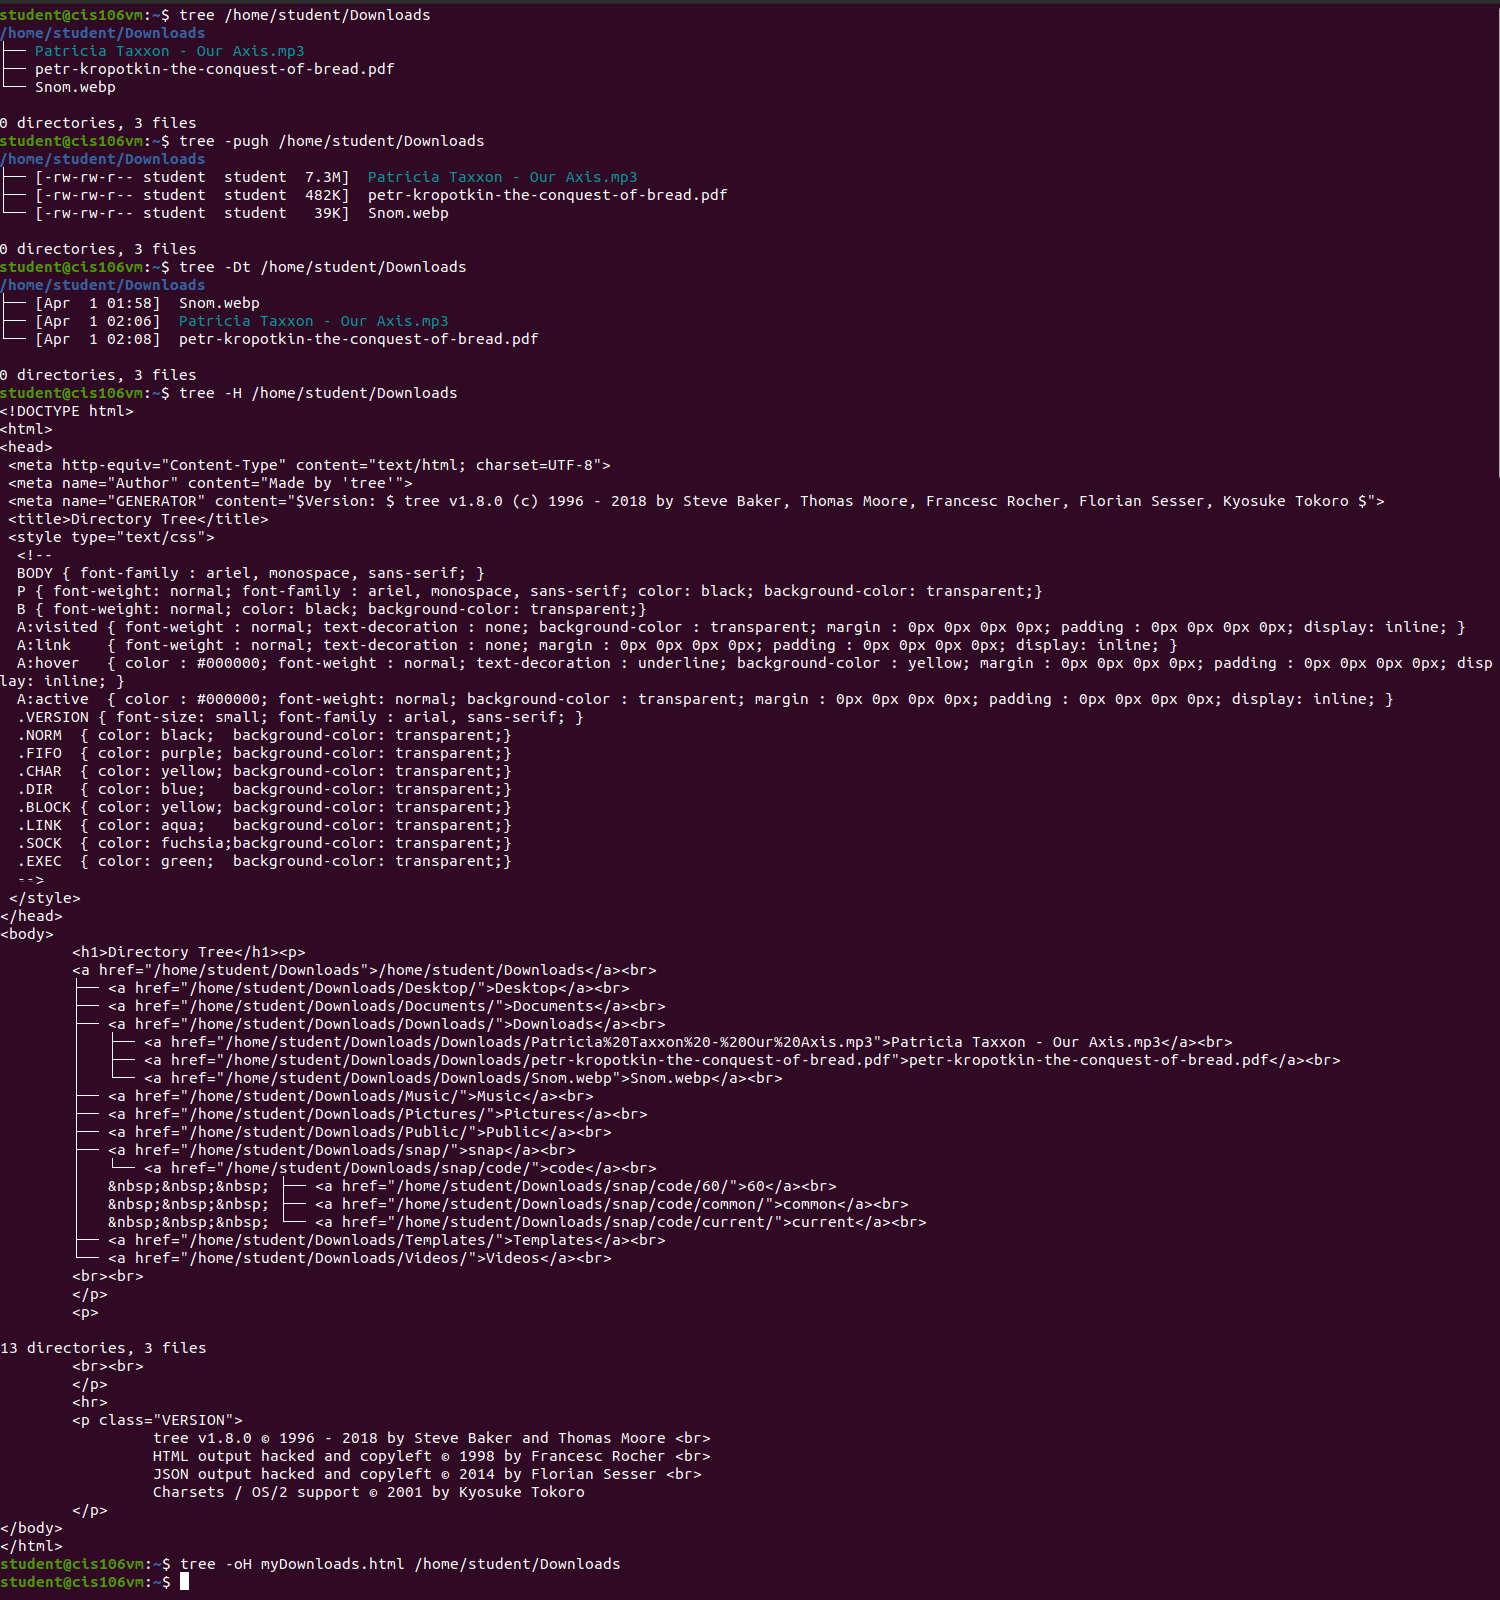 student@cis106vm:~$ tree /home/student/Downloads
/home/student/Downloads
├── Patricia Taxxon - Our Axis.mp3
├── petr-kropotkin-the-conquest-of-bread.pdf
└── Snom.webp
0 directories, 3 files
student@cis106vm:~$ tree -pugh /home/student/Downloads
/home/student/Downloads
├── [-rw-rw-r-- student  student  7.3M]  Patricia Taxxon - Our Axis.mp3
├── [-rw-rw-r-- student  student  482K]  petr-kropotkin-the-conquest-of-bread.pdf
└── [-rw-rw-r-- student  student   39K]  Snom.webp
0 directories, 3 files
student@cis106vm:~$ tree -Dt /home/student/Downloads
/home/student/Downloads
├── [Apr  1 01:58]  Snom.webp
├── [Apr  1 02:06]  Patricia Taxxon - Our Axis.mp3
└── [Apr  1 02:08]  petr-kropotkin-the-conquest-of-bread.pdf
0 directories, 3 files
student@cis106vm:~$ tree -H /home/student/Downloads
<!DOCTYPE html>
<html>
<head>
 <meta http-equiv="Content-Type" content="text/html; charset=UTF-8">
 <meta name="Author" content="Made by 'tree'">
 <meta name="GENERATOR" content="$Version: $ tree v1.8.0 (c) 1996 - 2018 by Steve Baker, Thomas Moore, Francesc Rocher, Florian Sesser, Kyosuke Tokoro $">
 <title>Directory Tree</title>
 <style type="text/css">
  <!--
  BODY { font-family : ariel, monospace, sans-serif; }
  P { font-weight: normal; font-family : ariel, monospace, sans-serif; color: black; background-color: transparent;}
  B { font-weight: normal; color: black; background-color: transparent;}
  A:visited { font-weight : normal; text-decoration : none; background-color : transparent; margin : 0px 0px 0px 0px; padding : 0px 0px 0px 0px; display: inline; }
  A:link    { font-weight : normal; text-decoration : none; margin : 0px 0px 0px 0px; padding : 0px 0px 0px 0px; display: inline; }
  A:hover   { color : #000000; font-weight : normal; text-decoration : underline; background-color : yellow; margin : 0px 0px 0px 0px; padding : 0px 0px 0px 0px; disp
lay: inline; }
  A:active  { color : #000000; font-weight: normal; background-color : transparent; margin : 0px 0px 0px 0px; padding : 0px 0px 0px 0px; display: inline; }
  .VERSION { font-size: small; font-family : arial, sans-serif; }
  .NORM  { color: black;  background-color: transparent;}
  .FIFO  { color: purple; background-color: transparent;}
  .CHAR  { color: yellow; background-color: transparent;}
  .DIR   { color: blue;   background-color: transparent;}
  .BLOCK { color: yellow; background-color: transparent;}
  .LINK  { color: aqua;   background-color: transparent;}
  .SOCK  { color: fuchsia;background-color: transparent;}
  .EXEC  { color: green;  background-color: transparent;}
  -->
 </style>
</head>
<body>
	<h1>Directory Tree</h1><p>
	<a href="/home/student/Downloads">/home/student/Downloads</a><br>
	├── <a href="/home/student/Downloads/Desktop/">Desktop</a><br>
	├── <a href="/home/student/Downloads/Documents/">Documents</a><br>
	├── <a href="/home/student/Downloads/Downloads/">Downloads</a><br>
	│   ├── <a href="/home/student/Downloads/Downloads/Patricia%20Taxxon%20-%20Our%20Axis.mp3">Patricia Taxxon - Our Axis.mp3</a><br>
	│   ├── <a href="/home/student/Downloads/Downloads/petr-kropotkin-the-conquest-of-bread.pdf">petr-kropotkin-the-conquest-of-bread.pdf</a><br>
	│   └── <a href="/home/student/Downloads/Downloads/Snom.webp">Snom.webp</a><br>
	├── <a href="/home/student/Downloads/Music/">Music</a><br>
	├── <a href="/home/student/Downloads/Pictures/">Pictures</a><br>
	├── <a href="/home/student/Downloads/Public/">Public</a><br>
	├── <a href="/home/student/Downloads/snap/">snap</a><br>
	│   └── <a href="/home/student/Downloads/snap/code/">code</a><br>
	│   &nbsp;&nbsp;&nbsp; ├── <a href="/home/student/Downloads/snap/code/60/">60</a><br>
	│   &nbsp;&nbsp;&nbsp; ├── <a href="/home/student/Downloads/snap/code/common/">common</a><br>
	│   &nbsp;&nbsp;&nbsp; └── <a href="/home/student/Downloads/snap/code/current/">current</a><br>
	├── <a href="/home/student/Downloads/Templates/">Templates</a><br>
	└── <a href="/home/student/Downloads/Videos/">Videos</a><br>
	<br><br>
	</p>
	<p>
13 directories, 3 files
	<br><br>
	</p>
	<hr>
	<p class="VERSION">
		 tree v1.8.0 © 1996 - 2018 by Steve Baker and Thomas Moore <br>
		 HTML output hacked and copyleft © 1998 by Francesc Rocher <br>
		 JSON output hacked and copyleft © 2014 by Florian Sesser <br>
		 Charsets / OS/2 support © 2001 by Kyosuke Tokoro
	</p>
</body>
</html>
student@cis106vm:~$ tree -oH myDownloads.html /home/student/Downloads
student@cis106vm:~$